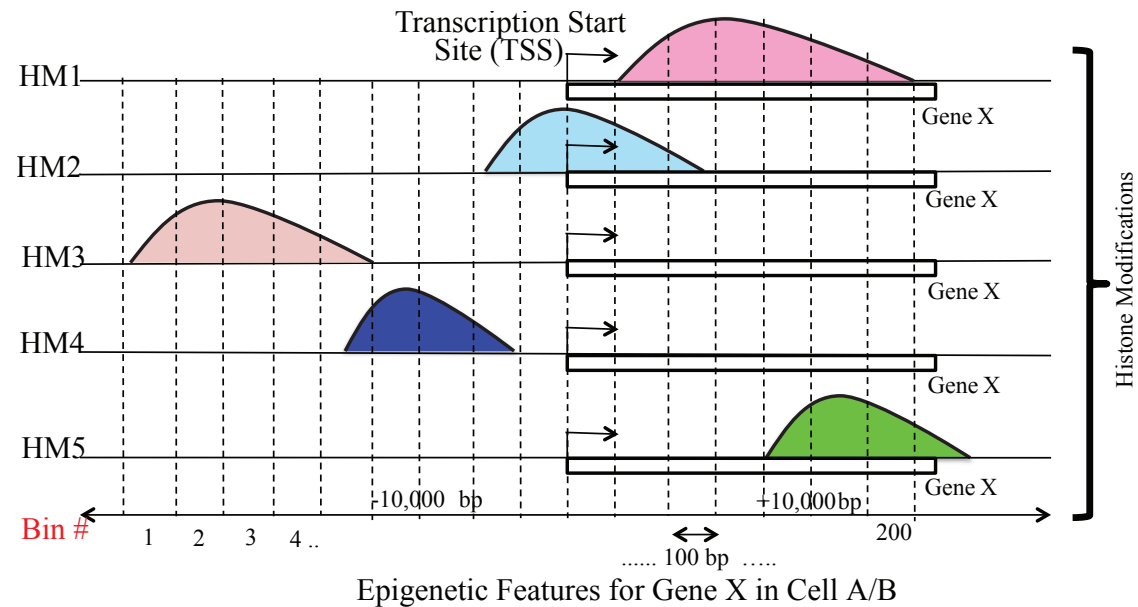 Transcription Start
Site (TSS)
HM1
Gene X
HM2
Gene X
HM3
Gene X
HM4
Gene X
HM5
Gene X
Histone Modifications
-10,000 bp
+10,000bp
Bin #
1 2 3 4 ..
200
...... 100 bp .....
Epigenetic Features for Gene X in Cell A/B